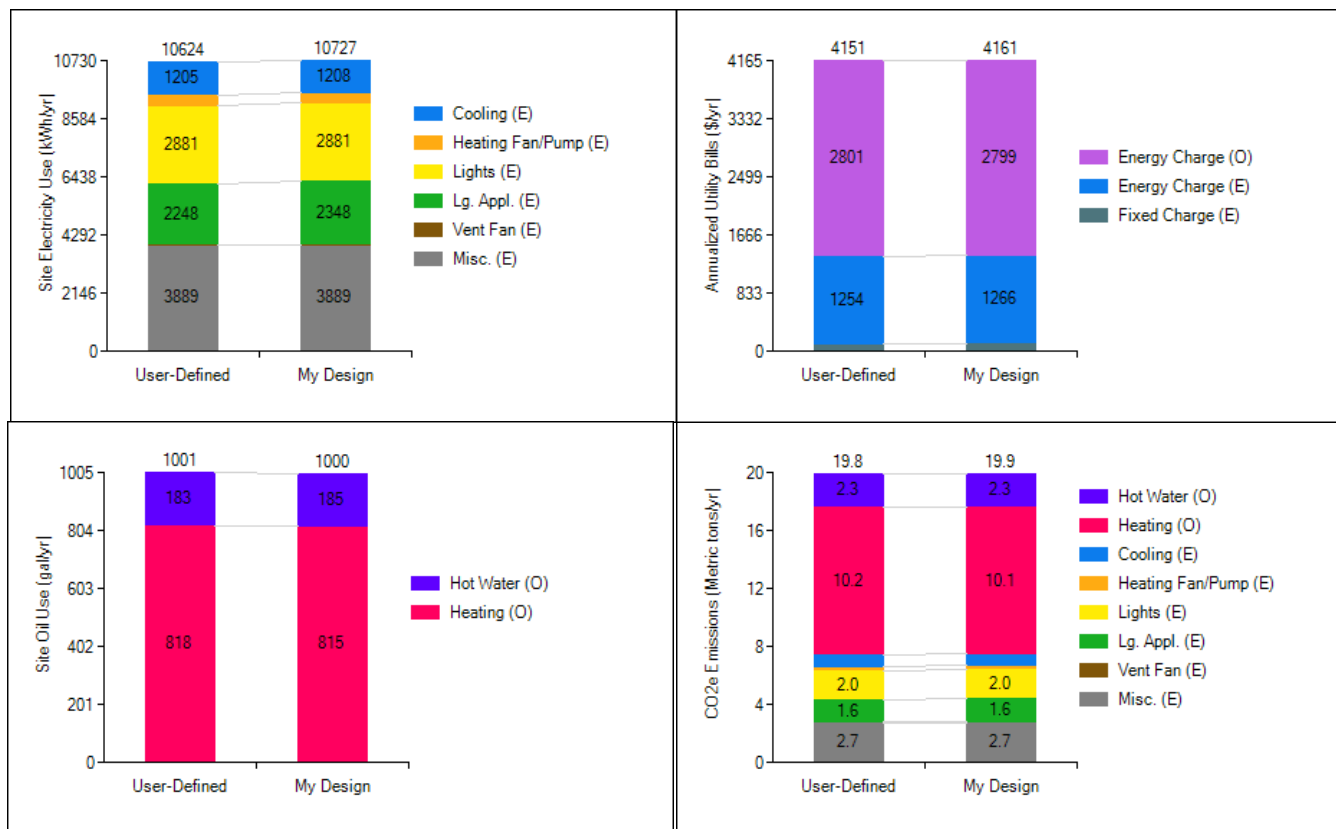 Site Electricity Use (kWh/yr)
10730
8584
6438
4292
2146
0
10624
10727
1205
1208
2881
2881
2248
2348
3889
3889
User-Defined
My Design
Cooling (E)
Heating Fan/Pump (E)
Lights (E)
Lg. Appl. (E)
Vent Fan (E)
Misc. (E)
Annualized Utility Bills ($/yr)
4165
3332
2499
1666
833
0
4151
4161
2801
2799
1254
1266
User-Defined
My Design
Energy Charge (O)
Energy Charge (E)
Fixed Charge (E)
Site Oil Use (gal/yr)
1005
804
603
402
201
0
1001
1000
183
185
818
815
User-Defined
My Design
Hot Water (O)
Heating (O)
CO2e Emissions (Metric tons/yr)
20
16
12
8
4
0
19.8
19.9
2.3
2.3
10.2
10.1
2.0
2.0
1.6
1.6
2.7
2.7
User-Defined
My Design
Hot Water (O)
Heating (O)
Cooling (E)
Heating Fan/Pump (E)
Lights (E)
Lg. Appl. (E)
Vent Fan (E)
Misc. (E)